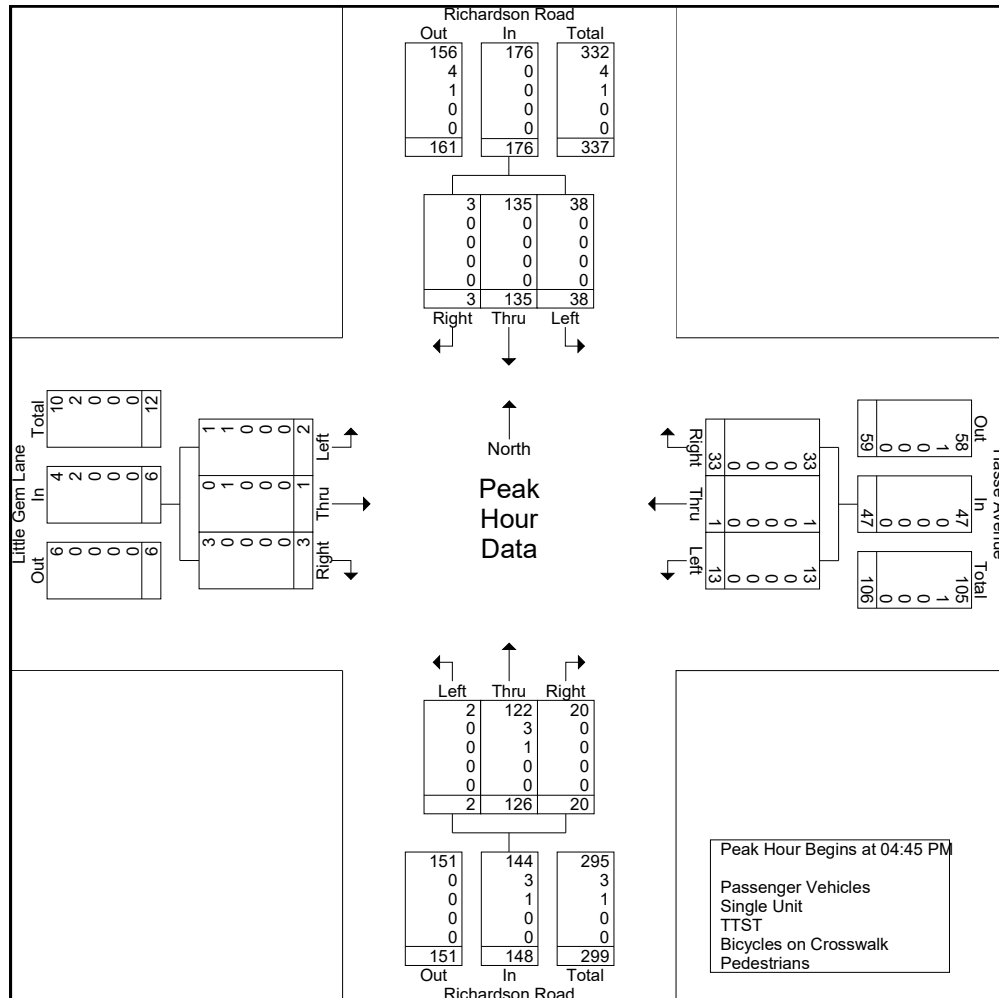 Richardson Road
Out In Total
156 176 332
4 0 4
1 0 1
0 0 0
0 0 0
161 176 337
3 135 38
0 0 0
0 0 0
0 0 0
0 0 0
3 135 38
Right Thru Left
Little Gem Lane
Total
10 2 0 0 0 12
In
4 2 0 0 0 6
Out
6 0 0 0 0 6
1 1 0 0 0 2
Left
0 1 0 0 0 1
Thru
3 0 0 0 0 3
Right
North
Peak
Hour
Data
Right
33 0 0 0 0 33
Thru
1 0 0 0 0 1
Left
13 0 0 0 0 13
Out
58 1 0 0 0 59
In
47 0 0 0 0 47
Total
105 1 0 0 0 106
Avenue
Left Thru Right
2 122 20
0 3 0
0 1 0
0 0 0
0 0 0
2 126 20
151 144 295
0 3 3
0 1 1
0 0 0
0 0 0
151 148 299
Out In Total
Richardson Road
Peak Hour Begins at 04:45 PM
Passenger Vehicles
Single Unit
TTST
Bicycles on Crosswalk
Pedestrians